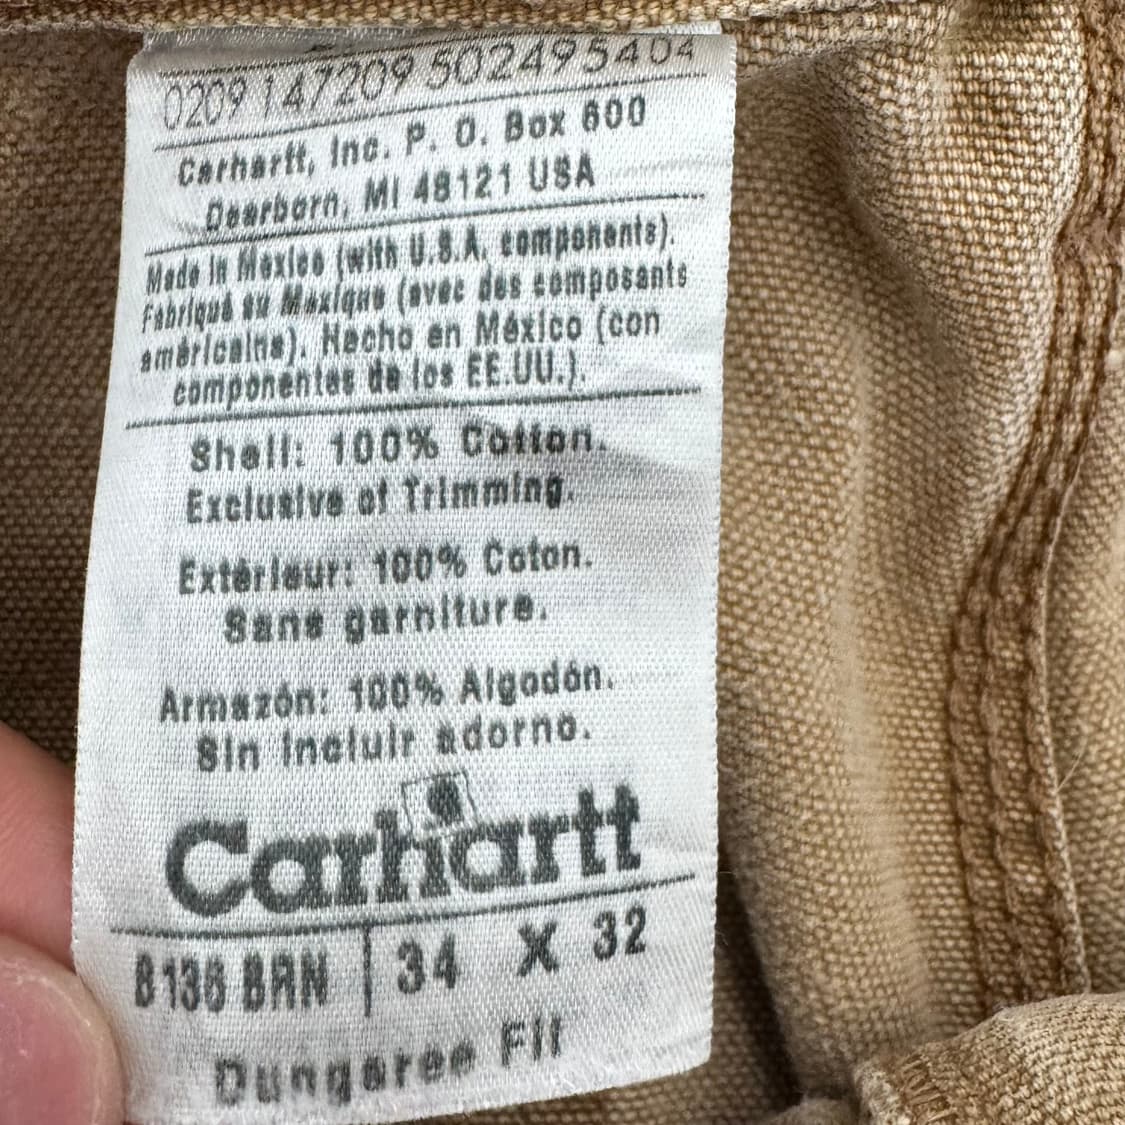 0209 147209 502495404
Carhartt, Inc. P. O. Box 600
Dearborn, MI 48121 USA
Made in Mexico (with U.S.A. components).
Fabriqué au Mexique (avec des composants
américains). Hecho en México (con
componentes de los EE.UU.).
Shell: 100% Cotton.
Exclusive of Trimming.
Extérieur: 100% Coton.
Sans garniture.
Armazón: 100% Algodón.
Sin incluir adorno.
Carhartt
B136 BRN | 34 X 32
Dungaree Fit